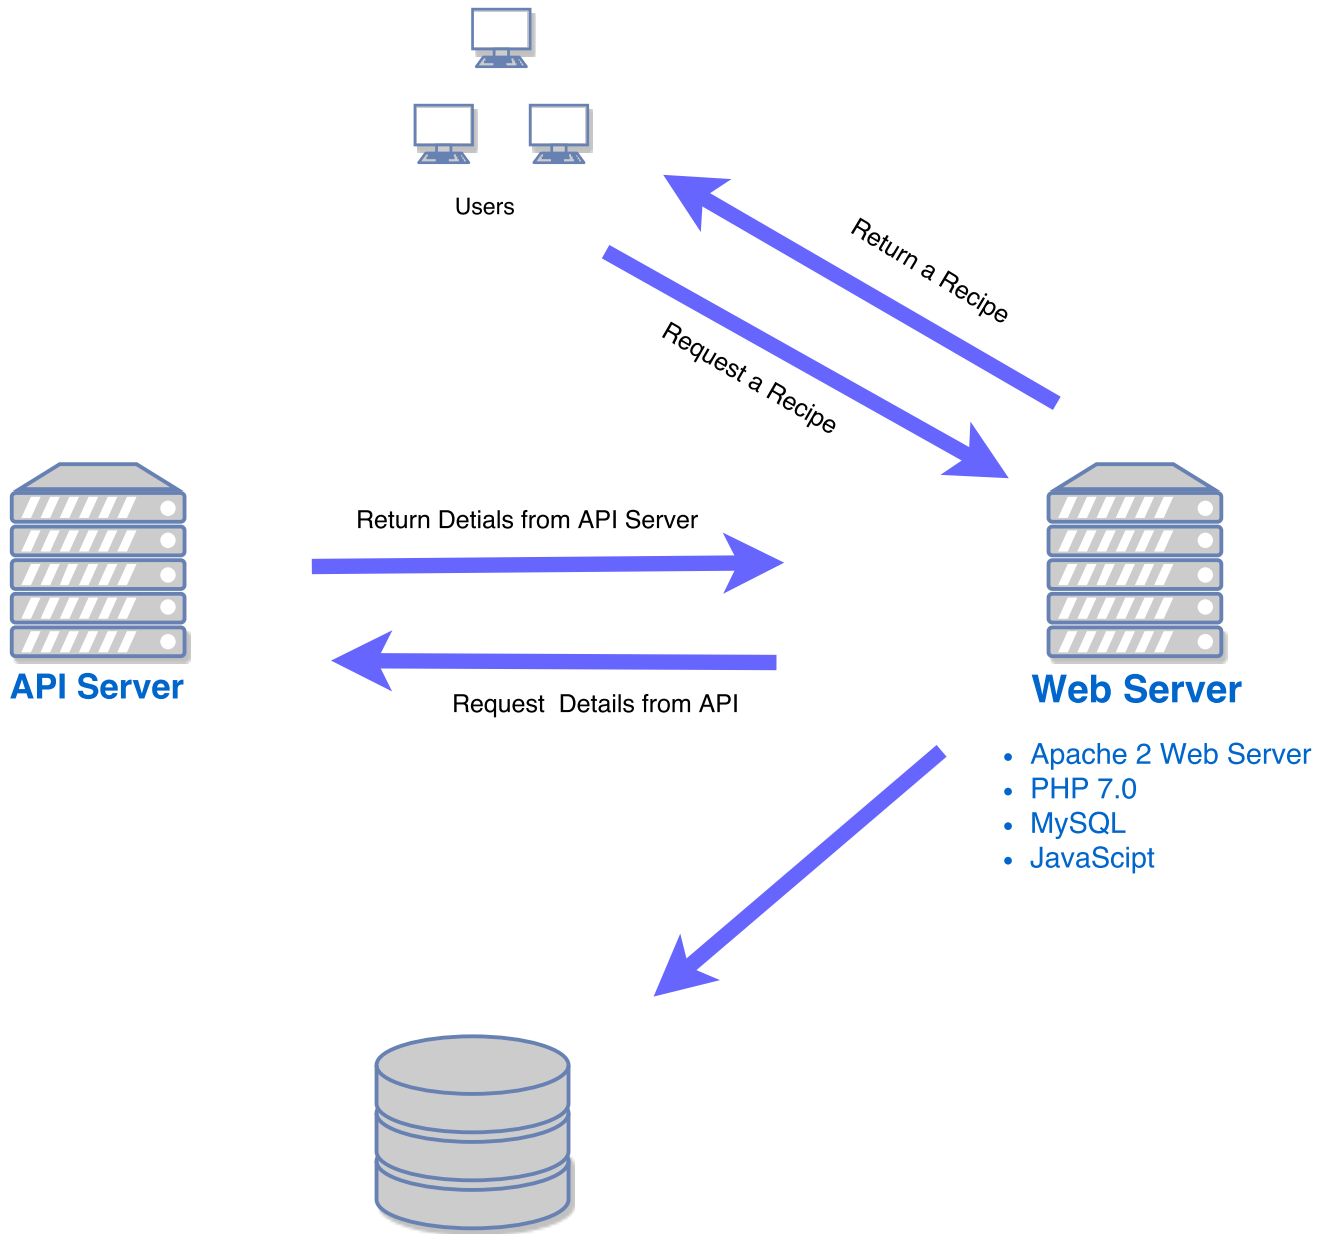 Users
Return a Recipe
Request a Recipe
Return Detials from API Server
API Server
Request  Details from API
Web Server
• Apache 2 Web Server
• PHP 7.0
• MySQL
• JavaScipt